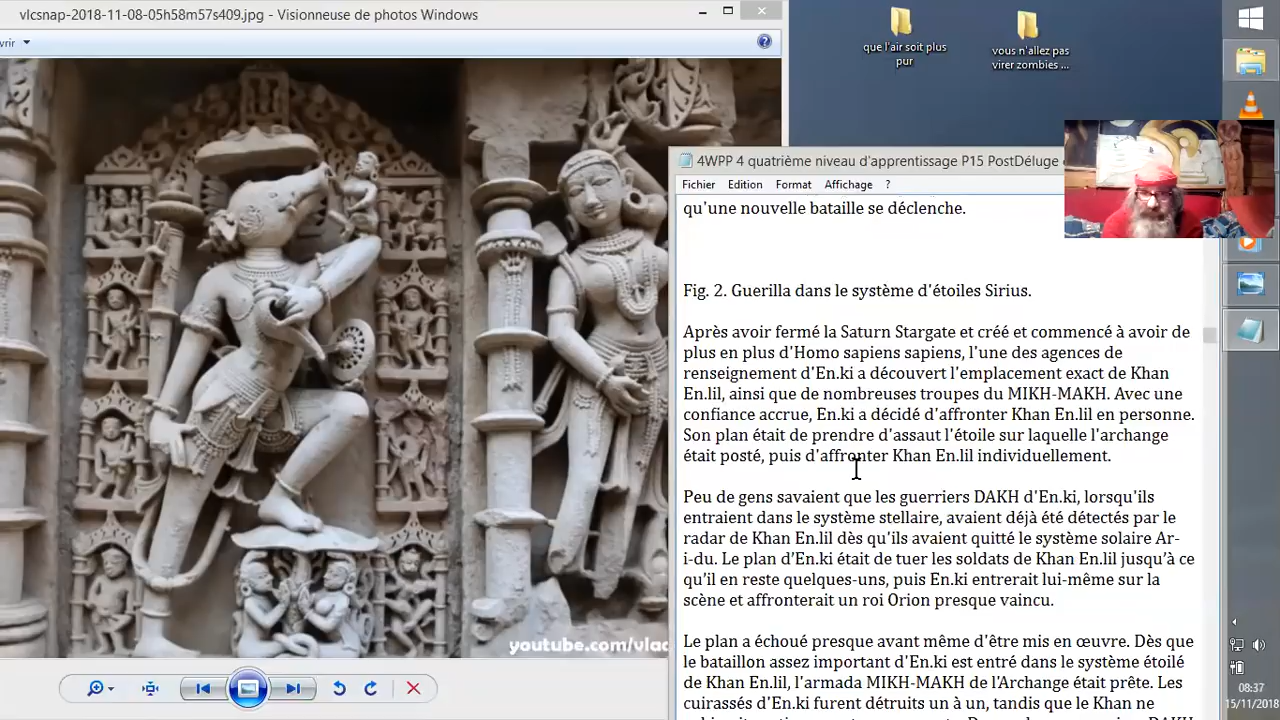 vlcsnap-2018-11-08-05h58m57s409.jpg - Visionneuse de photos Windows
vrir
que l'air soit plus
pur
vous n'allez pas
virer zombies ...
4WPP 4 quatrième niveau d'apprentissage P15 PostDéluge
Fichier Edition Format Affichage ?
qu'une nouvelle bataille se déclenche.
Fig. 2. Guerilla dans le système d'étoiles Sirius.
Après avoir fermé la Saturn Stargate et créé et commencé à avoir de
plus en plus d'Homo sapiens sapiens, l'une des agences de
renseignement d'En.ki a découvert l'emplacement exact de Khan
En.lil, ainsi que de nombreuses troupes du MIKH-MAKH. Avec une
confiance accrue, En.ki a décidé d'affronter Khan En.lil en personne.
Son plan était de prendre d'assaut l'étoile sur laquelle l'archange
était posté, puis d'affronter Khan En.lil individuellement.
Peu de gens savaient que les guerriers DAKH d'En.ki, lorsqu'ils
entraient dans le système stellaire, avaient déjà été détectés par le
radar de Khan En.lil dès qu'ils avaient quitté le système solaire Ar-
i-du. Le plan d'En.ki était de tuer les soldats de Khan En.lil jusqu'à ce
qu'il en reste quelques-uns, puis En.ki entrerait lui-même sur la
scène et affronterait un roi Orion presque vaincu.
Le plan a échoué presque avant même d'être mis en œuvre. Dès que
le bataillon assez important d'En.ki est entré dans le système étoilé
de Khan En.lil, l'armada MIKH-MAKH de l'Archange était prête. Les
cuirassés d'En.ki furent détruits un à un, tandis que le Khan ne
youtube.com/vlad
08:37
15/11/2018